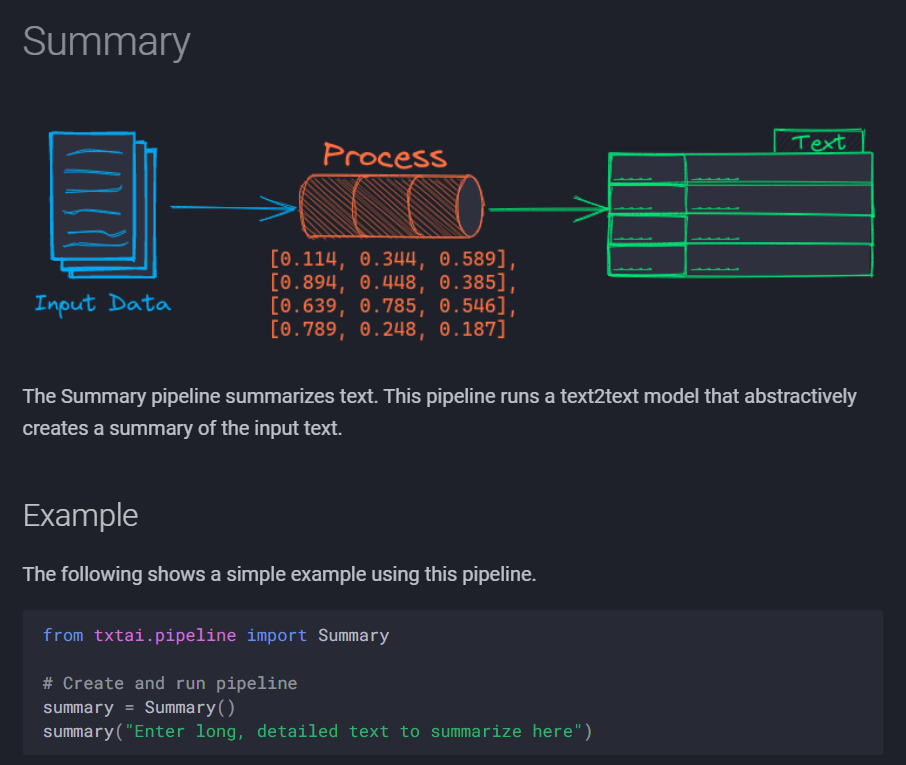 Summary
Process
Text
[0.114, 0.344, 0.589],
[0.894, 0.448, 0.385],
[0.639, 0.785, 0.546],
[0.789, 0.248, 0.187]
Input Data
The Summary pipeline summarizes text. This pipeline runs a text2text model that abstractively
creates a summary of the input text.
Example
The following shows a simple example using this pipeline.
from txtai.pipeline import Summary
# Create and run pipeline
summary = Summary()
summary("Enter long, detailed text to summarize here")